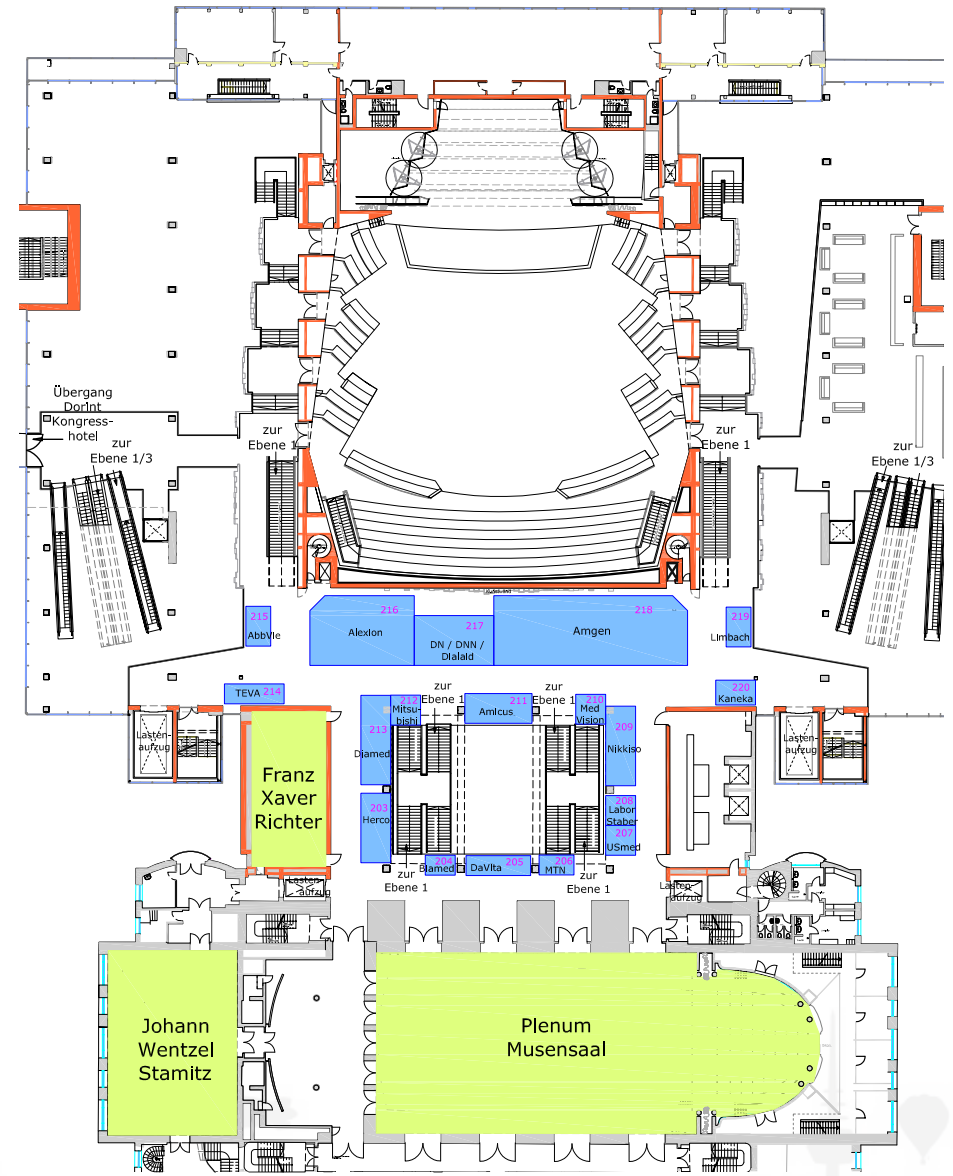 Übergang
Dorint
Kongress-
hotel
zur
Ebene 1/3
zur
Ebene 1
zur
Ebene 1
zur
Ebene 1/3
215
AbbVIe
216
AlexIon
217
DN / DNN /
DIalaId
218
Amgen
219
LImbach
TEVA 214
220
Kaneka
zur
Ebene 1
zur
Ebene 1
212
Mitsu-
bishi
211
AmIcus
210
Med
Vision
213
DIamed
209
Nikkiso
Lasten-
aufzug
Lasten-
aufzug
Franz
Xaver
Richter
203
Herco
208
Labor
Staber
207
USmed
204
BIamed
DaVIta 205
206
MTN
zur
Ebene 1
zur
Ebene 1
Lasten-
aufzug
Lasten-
aufzug
Johann
Wentzel
Stamitz
Plenum
Musensaal